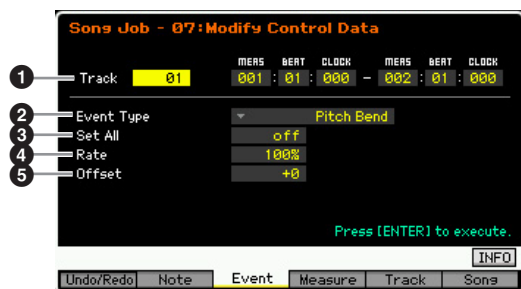 Song Job - 07:Modify Control Data
MEAS BEAT CLOCK MEAS BEAT CLOCK
1 Track 01 001 : 01 : 000 - 002 : 01 : 000
2 Event Type Pitch Bend
3 Set All off
4 Rate 100%
5 Offset +0
Press [ENTER] to execute.
INFO
Undo/Redo Note Event Measure Track Song